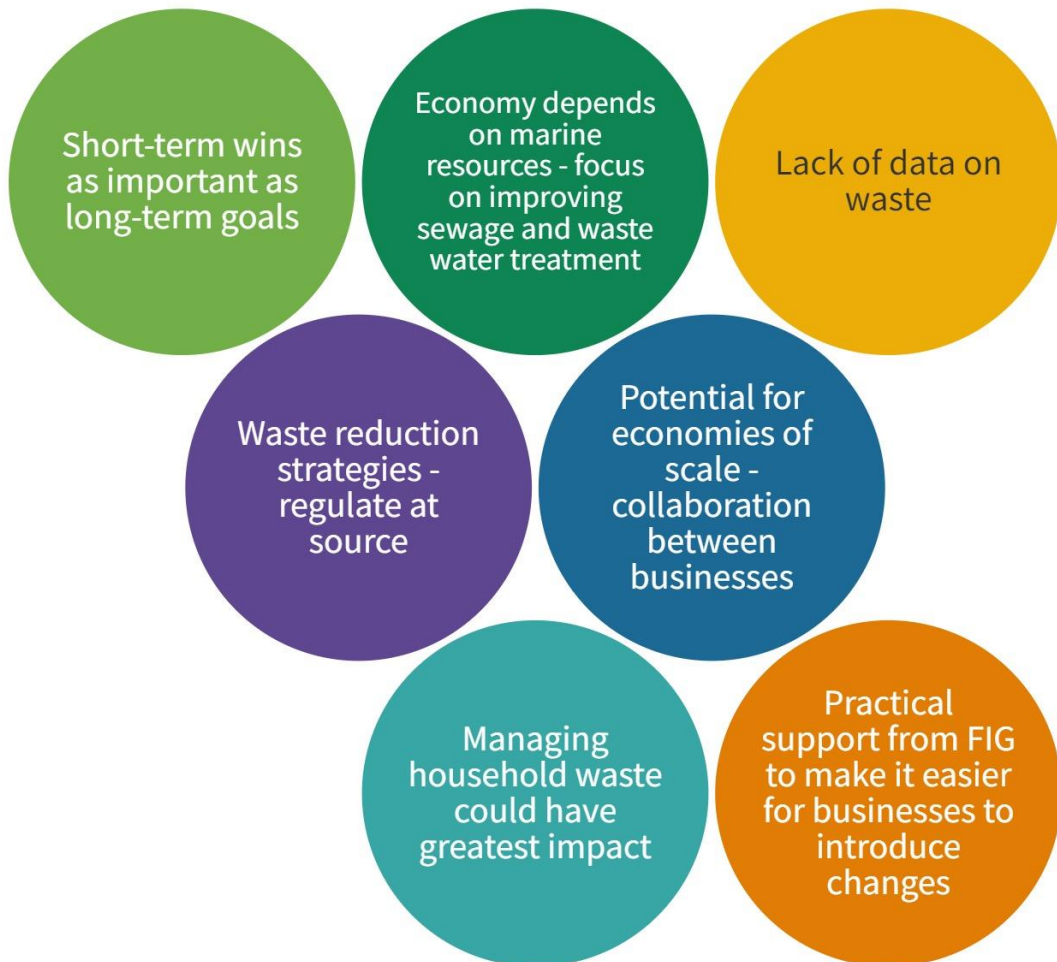 Short-term wins
as important as
long-term goals
Economy depends
on marine
resources - focus
on improving
sewage and waste
water treatment
Lack of data on
waste
Waste reduction
strategies -
regulate at
source
Potential for
economies of
scale -
collaboration
between
businesses
Managing
household waste
could have
greatest impact
Practical
support from FIG
to make it easier
for businesses to
introduce
changes